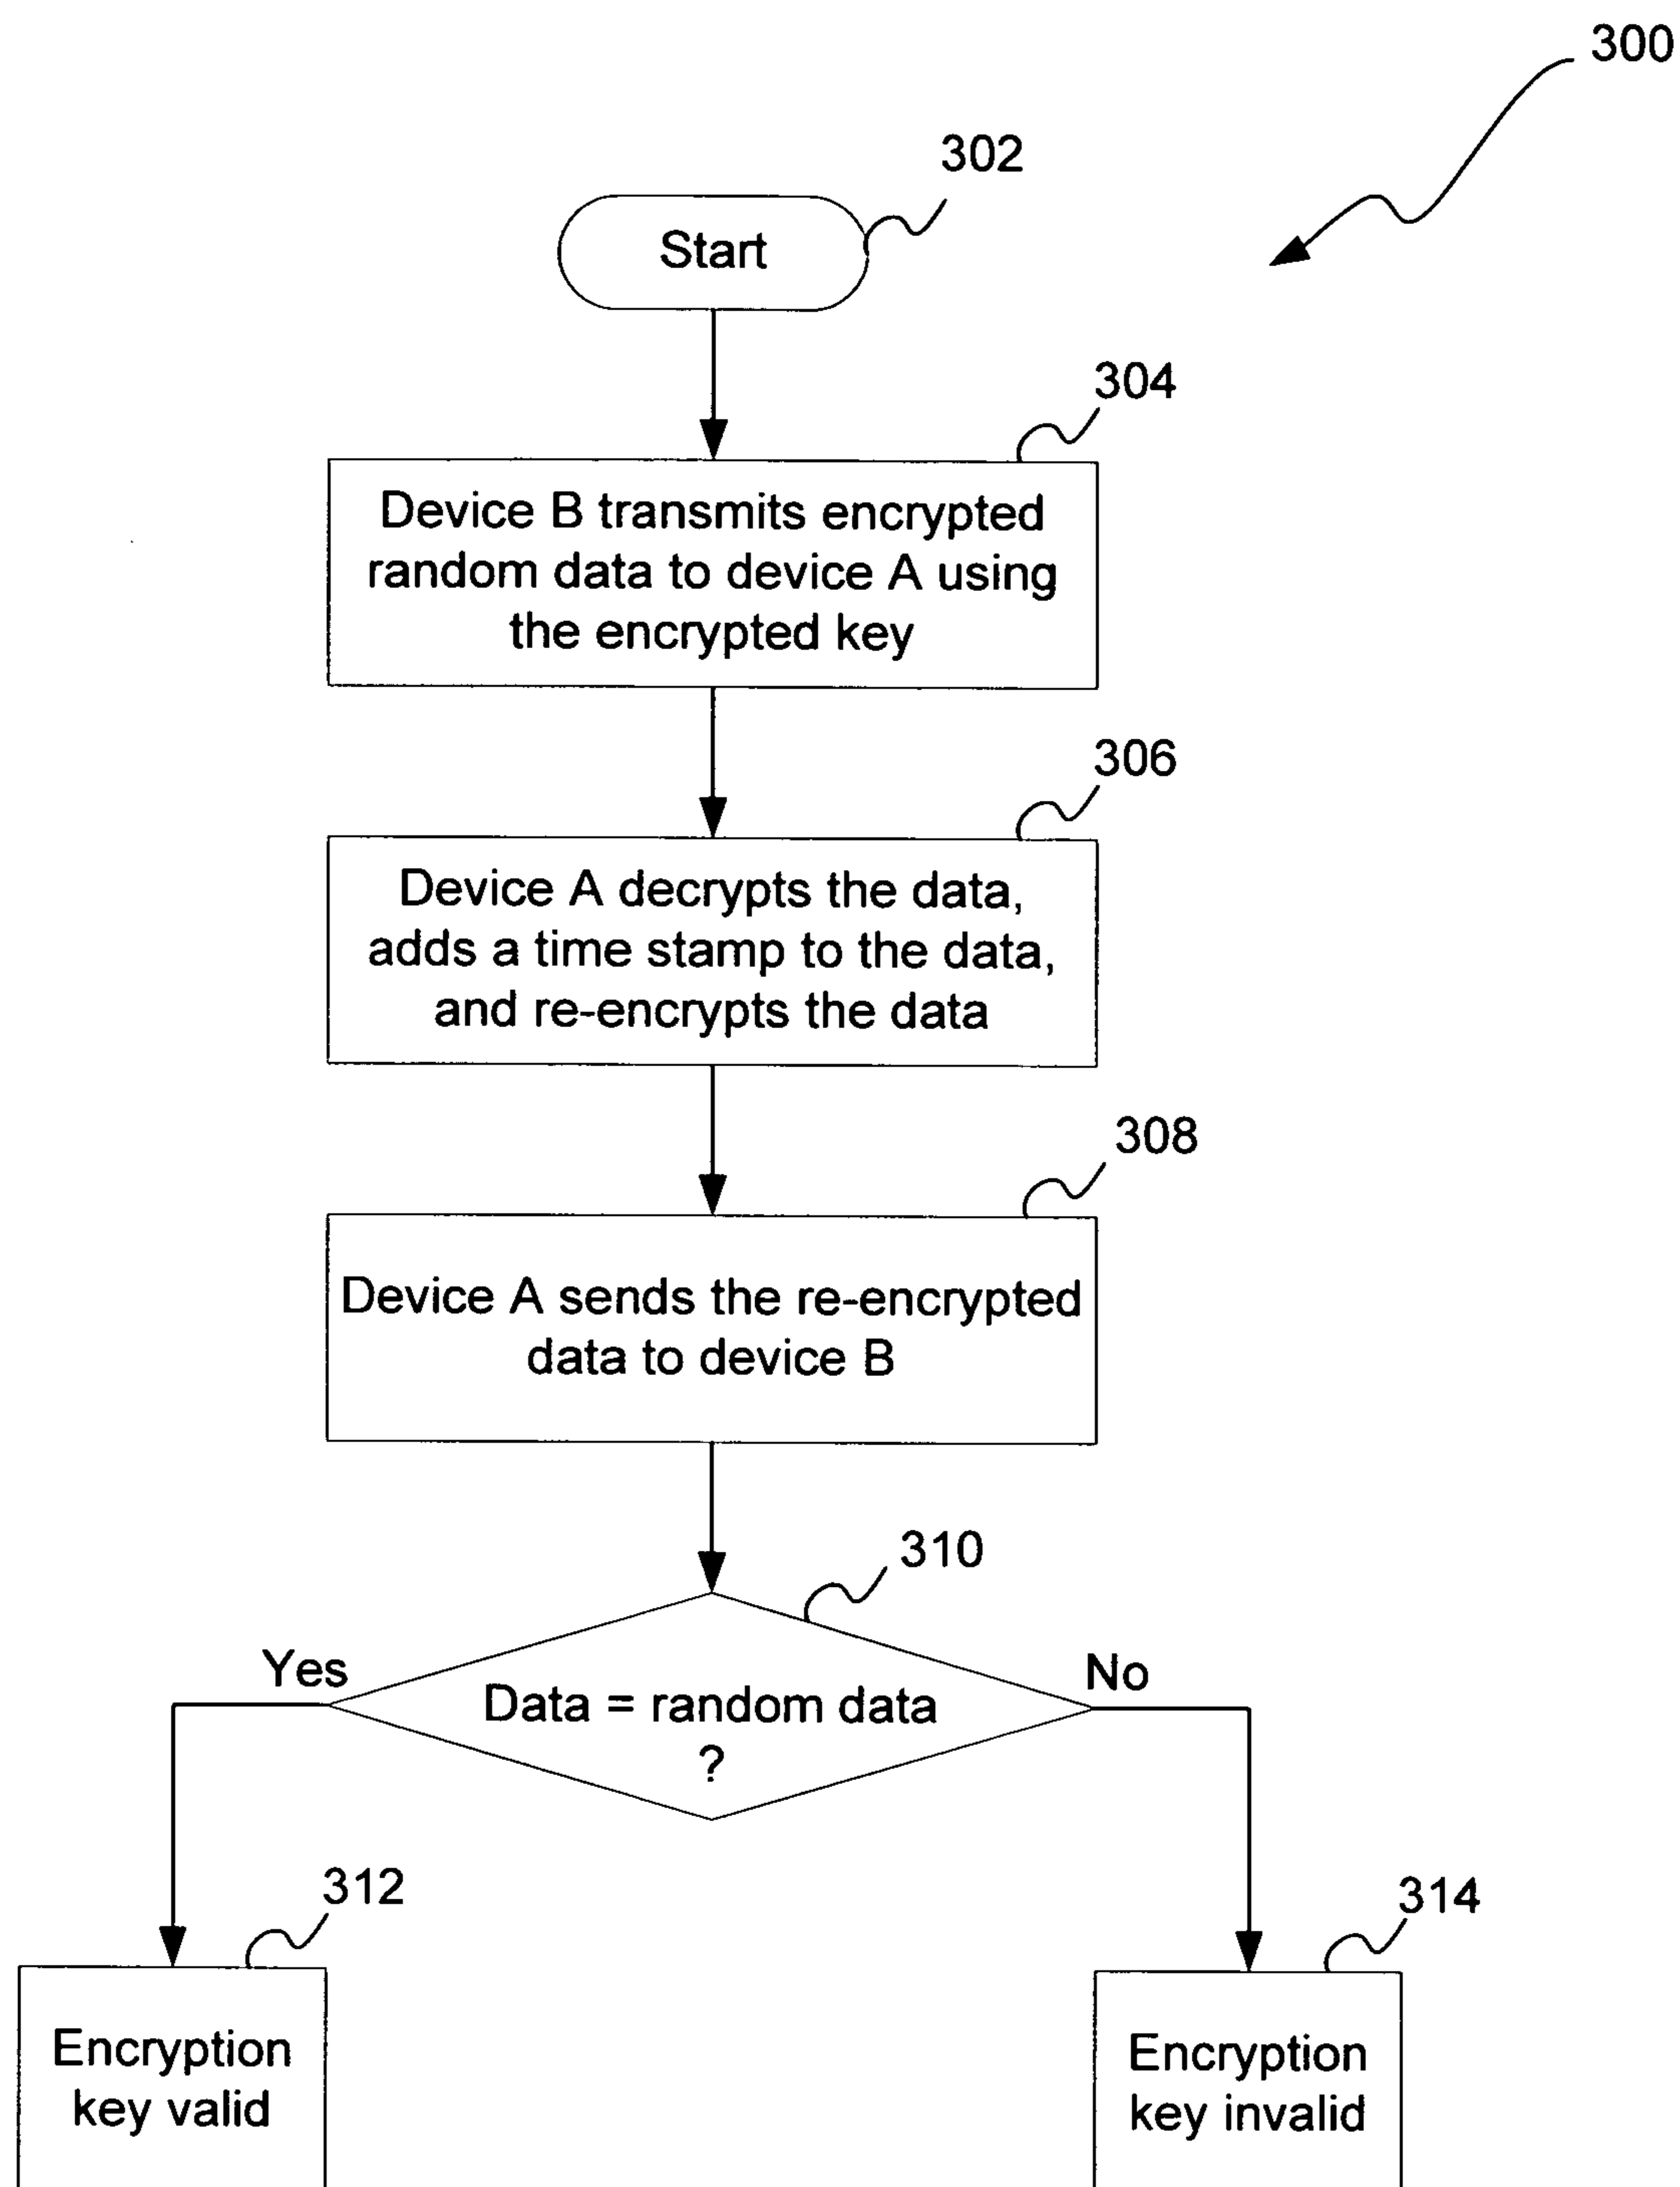 300
302
Start
304
Device B transmits encrypted
random data to device A using
the encrypted key
306
Device A decrypts the data,
adds a time stamp to the data,
and re-encrypts the data
308
Device A sends the re-encrypted
data to device B
310
Yes
No
Data = random data
?
312
314
Encryption
key valid
Encryption
key invalid